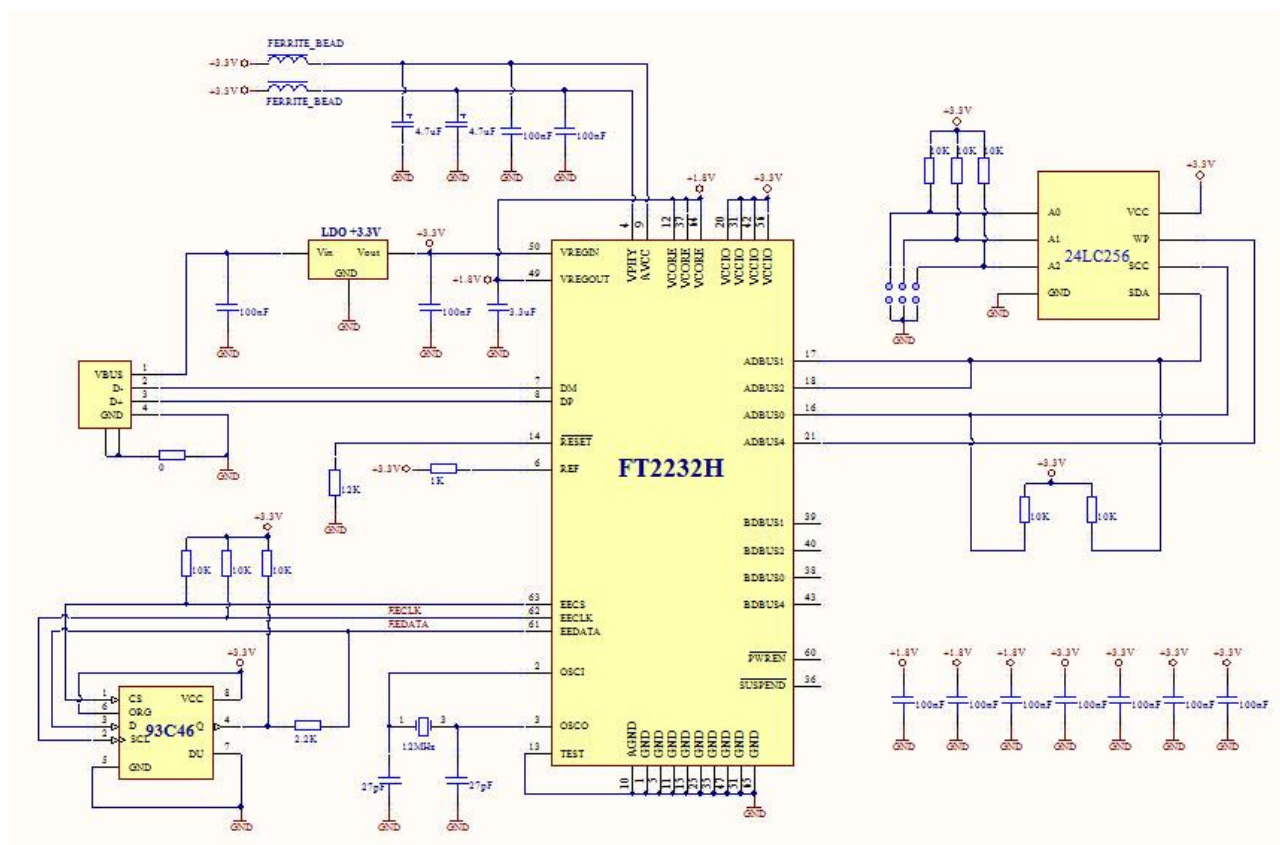 FERRITE_BEAD
+3.3V
+3.3V
FERRITE_BEAD
4.7uF
4.7uF
100nF
100nF
GND
GND
GND
GND
+1.8V
+3.3V
4
9
12
37
64
20
31
42
VPHY
AVCC
VCORE
VCORE
VCORE
VCCIO
VCCIO
VCCIO
VCCIO
LDO +3.3V
Vin
Vout
GND
+3.3V
50
VREGIN
+1.8V
49
VREGOUT
100nF
100nF
3.3uF
GND
GND
GND
GND
+3.3V
10K
10K
10K
+3.3V
A0
VCC
A1
WP
24LC256
A2
SCC
GND
SDA
GND
GND
VBUS
1
D-
2
D+
3
GND
4
0
GND
7
DM
8
DP
14
RESET
+3.3V
1K
6
REF
12K
GND
FT2232H
ADBUS1
17
ADBUS2
18
ADBUS0
16
ADBUS4
21
+3.3V
10K
10K
BDBUS1
39
BDBUS2
40
BDBUS0
38
BDBUS4
43
PWREN
60
SUSPEND
36
+3.3V
10K
10K
10K
63
EECS
EECLK
62
EECLK
EEDATA
61
EEDATA
2
OSCI
+3.3V
1
CS
VCC
8
6
ORG
3
D
Q
4
93C46
2
SCL
DU
7
5
GND
2.2K
GND
1
3
12MHz
3
OSCO
13
TEST
27pF
27pF
GND
GND
AGND
GND
GND
GND
GND
GND
GND
GND
GND
GND
10
1
5
11
15
25
35
47
51
GND
+1.8V
+1.8V
+1.8V
+3.3V
+3.3V
+3.3V
+3.3V
100nF
100nF
100nF
100nF
100nF
100nF
100nF
GND
GND
GND
GND
GND
GND
GND